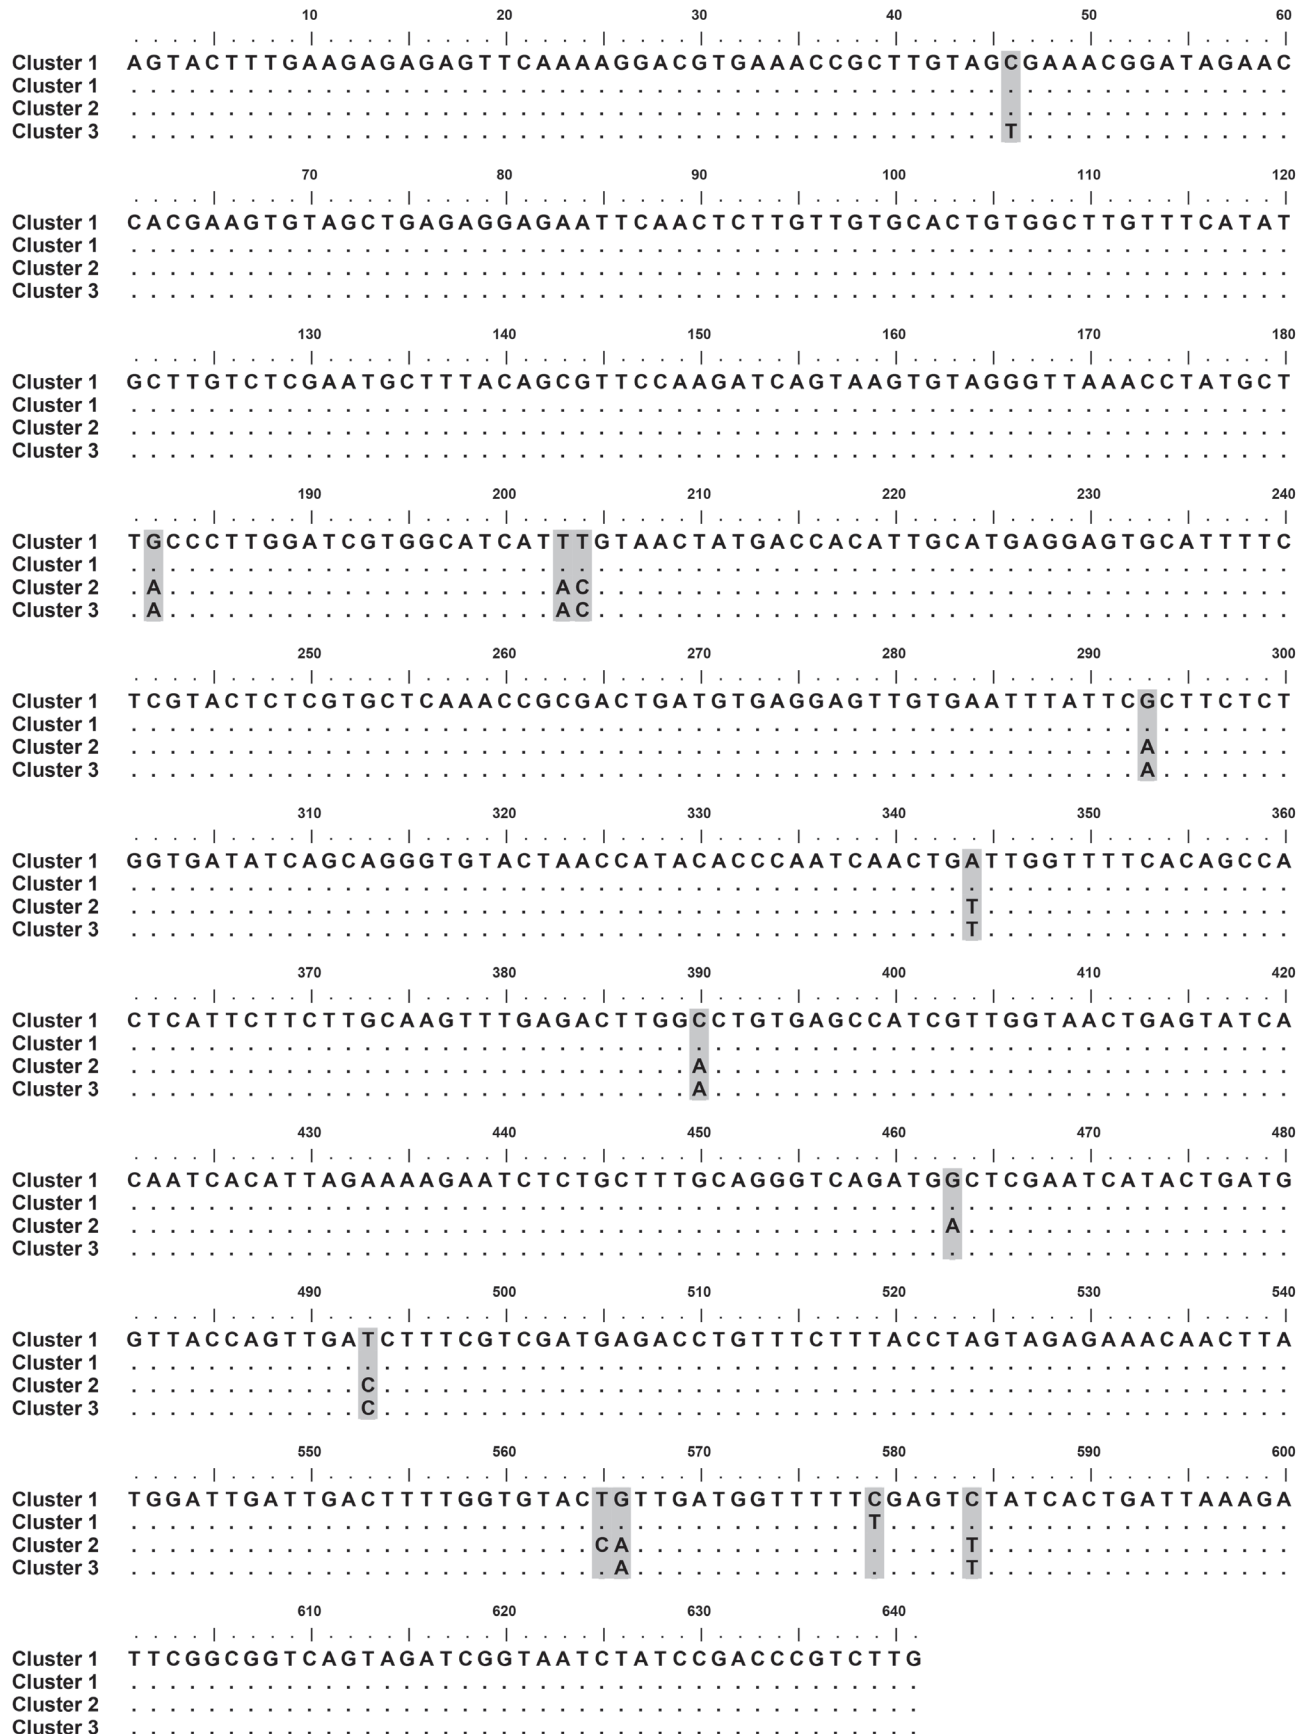 10 20 30 40 50 60
....|....|....|....|....|....|....|....|....|....|....|....|
Cluster 1 AGTACTTTGAAGAGAGAGTTCAAAAGGACGTGAAACCGCTTGTAGCGAAACGGATAGAAC
Cluster 1 ............................................................
Cluster 2 ............................................................
Cluster 3 .............................................T..............
70 80 90 100 110 120
....|....|....|....|....|....|....|....|....|....|....|....|
Cluster 1 CACGAAGTGTAGCTGAGAGGAGAATTCAACTCTTGTTGTGCACTGTGGCTTGTTTCATAT
Cluster 1 ............................................................
Cluster 2 ............................................................
Cluster 3 ............................................................
130 140 150 160 170 180
....|....|....|....|....|....|....|....|....|....|....|....|
Cluster 1 GCTTGTCTCGAATGCTTTACAGCGTTCCAAGATCAGTAAGTGTAGGGTTAAACCTATGCT
Cluster 1 ............................................................
Cluster 2 ............................................................
Cluster 3 ............................................................
190 200 210 220 230 240
....|....|....|....|....|....|....|....|....|....|....|....|
Cluster 1 TGCCCTTGGATCGTGGCATCATTTGTAACTATGACCACATTGCATGAGGAGTGCATTTTC
Cluster 1 ............................................................
Cluster 2 .A....................AC....................................
Cluster 3 .A....................AC....................................
250 260 270 280 290 300
....|....|....|....|....|....|....|....|....|....|....|....|
Cluster 1 TCGTACTCTCGTGCTCAAACCGCGACTGATGTGAGGAGTTGTGAATTTATTCGCTTCTCT
Cluster 1 ............................................................
Cluster 2 ....................................................A.......
Cluster 3 ....................................................A.......
310 320 330 340 350 360
....|....|....|....|....|....|....|....|....|....|....|....|
Cluster 1 GGTGATATCAGCAGGGTGTACTAACCATACACCCAATCAACTGATTGGTTTTCACAGCCA
Cluster 1 ............................................................
Cluster 2 ...........................................T................
Cluster 3 ...........................................T................
370 380 390 400 410 420
....|....|....|....|....|....|....|....|....|....|....|....|
Cluster 1 CTCATTCTTCTTGCAAGTTTGAGACTTGGCCTGTGAGCCATCGTTGGTAACTGAGTATCA
Cluster 1 ............................................................
Cluster 2 .............................A..............................
Cluster 3 .............................A..............................
430 440 450 460 470 480
....|....|....|....|....|....|....|....|....|....|....|....|
Cluster 1 CAATCACATTAGAAAAGAATCTCTGCTTTGCAGGGTCAGATGGCTCGAATCATACTGATG
Cluster 1 ............................................................
Cluster 2 ..........................................A.................
Cluster 3 ............................................................
490 500 510 520 530 540
....|....|....|....|....|....|....|....|....|....|....|....|
Cluster 1 GTTACCAGTTGATCTTTCGTCGATGAGACCTGTTTCTTTACCTAGTAGAGAAACAACTTA
Cluster 1 ............................................................
Cluster 2 ............C...............................................
Cluster 3 ............C...............................................
550 560 570 580 590 600
....|....|....|....|....|....|....|....|....|....|....|....|
Cluster 1 TGGATTGATTGACTTTTGGTGTACTGTTGATGGTTTTTCGAGTCTATCACTGATTAAAGA
Cluster 1 ......................................T.....................
Cluster 2 ........................CA.................T................
Cluster 3 .........................A.................T................
610 620 630 640
....|....|....|....|....|....|....|....|.
Cluster 1 TTCGGCGGTCAGTAGATCGGTAATCTATCCGACCCGTCTTG
Cluster 1 .........................................
Cluster 2 .........................................
Cluster 3 .........................................